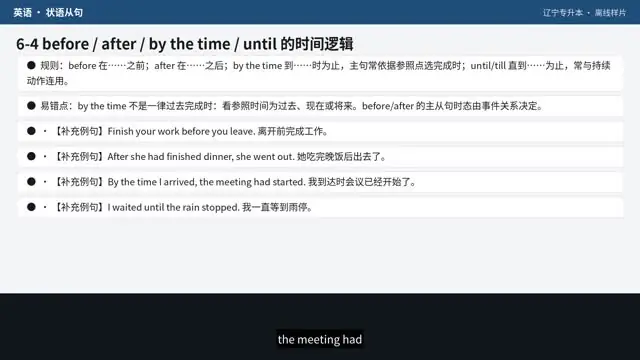 英语 · 状语从句
辽宁专升本 · 离线样片
6-4 before / after / by the time / until 的时间逻辑
● 规则：before 在……之前；after 在……之后；by the time 到……时为止，主句常依据参照点选完成时；until/till 直到……为止，常与持续
动作连用。
● 易错点：by the time 不是一律过去完成时：看参照时间为过去、现在或将来。before/after 的主从句时态由事件关系决定。
● · 【补充例句】Finish your work before you leave. 离开前完成工作。
● · 【补充例句】After she had finished dinner, she went out. 她吃完晚饭后出去了。
● · 【补充例句】By the time I arrived, the meeting had started. 我到达时会议已经开始了。
● · 【补充例句】I waited until the rain stopped. 我一直等到雨停。
the meeting had